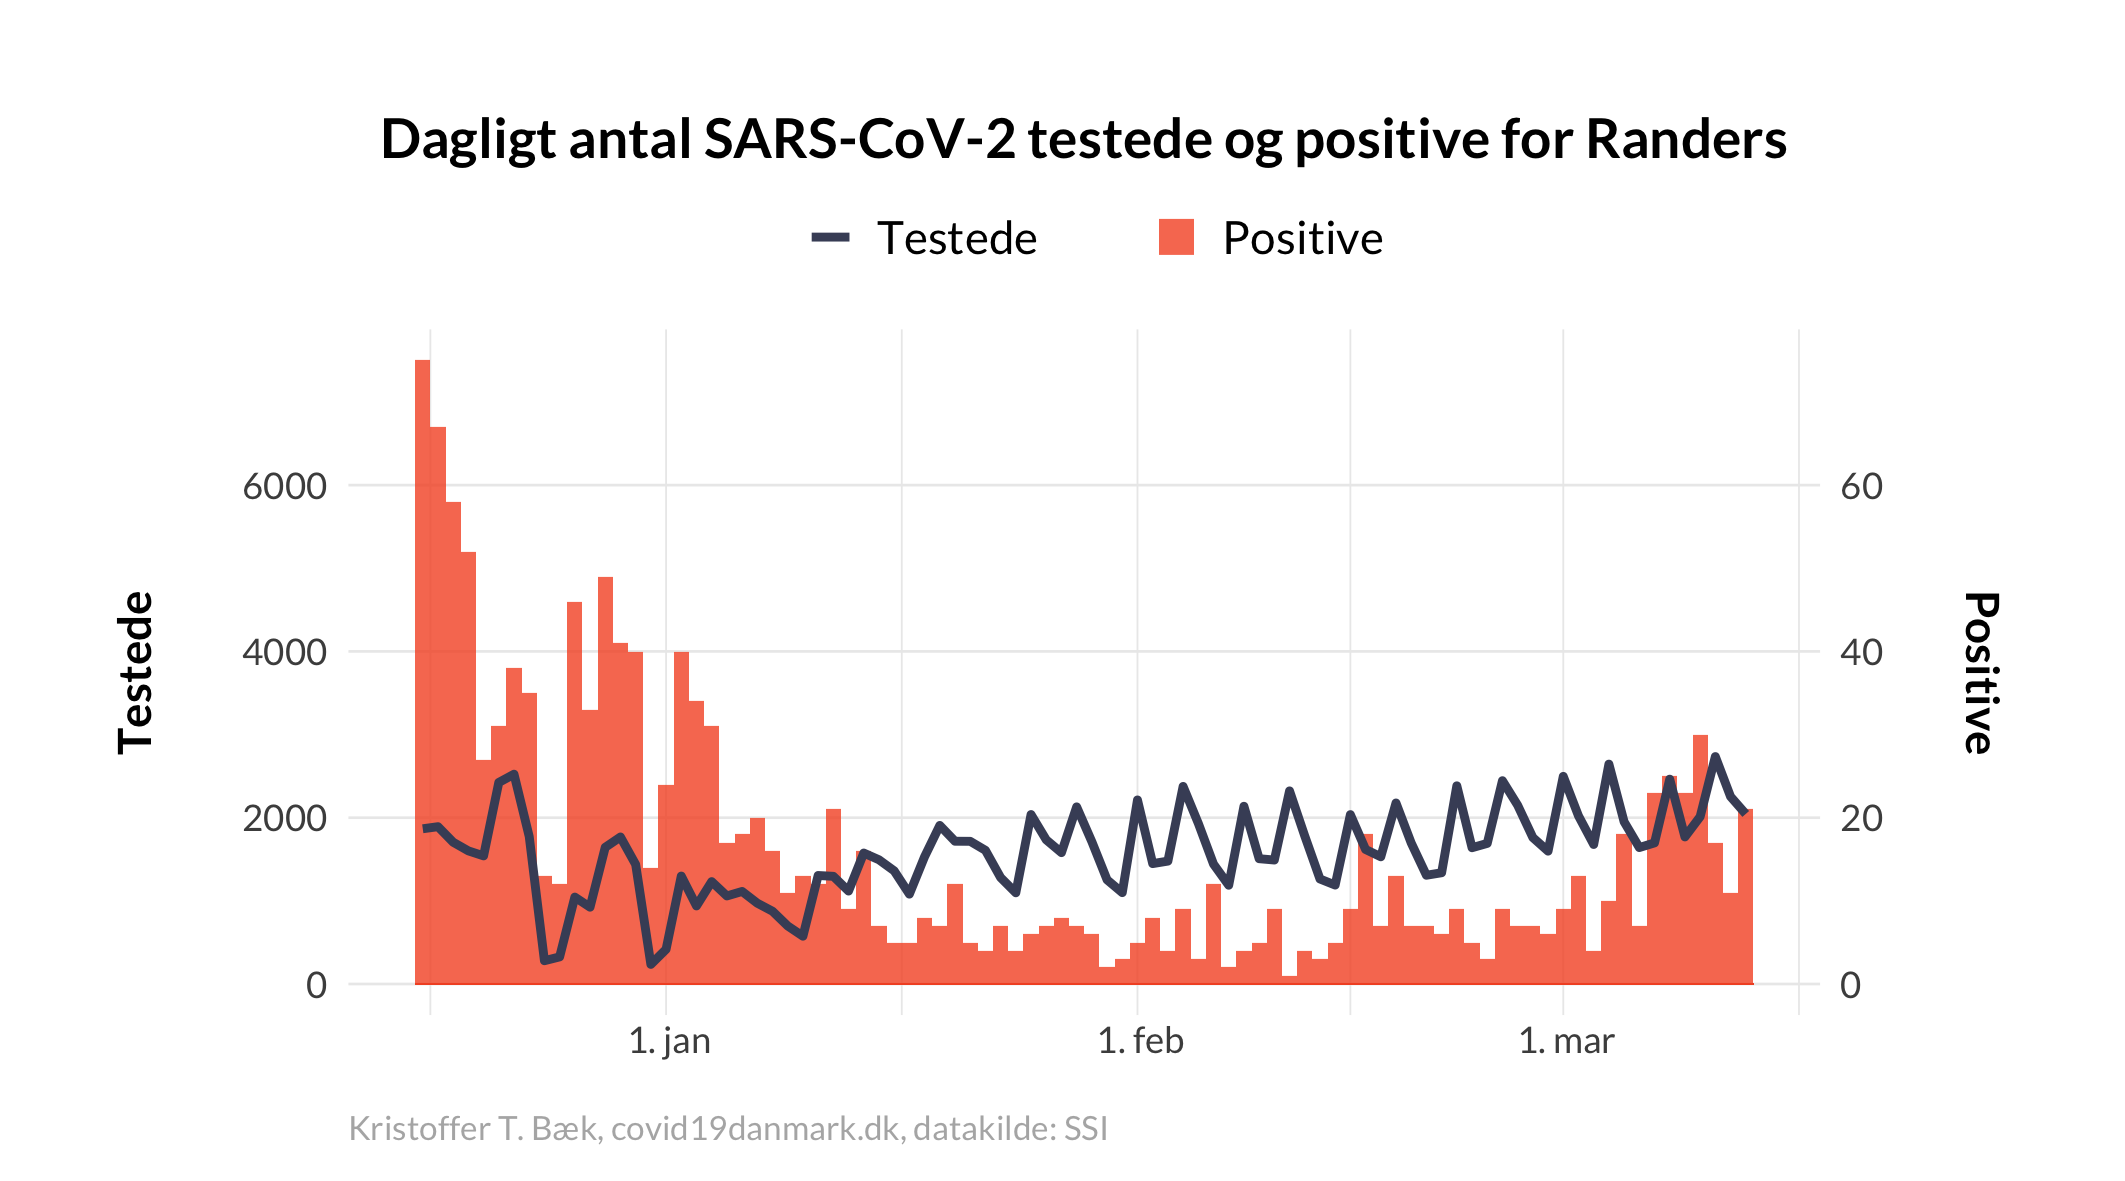 Dagligt antal SARS-CoV-2 testede og positive for Randers
Testede
Positive
Testede
6000
4000
2000
0
60
40
20
0
Positive
1. jan
1. feb
1. mar
Kristoffer T. Bæk, covid19danmark.dk, datakilde: SSI